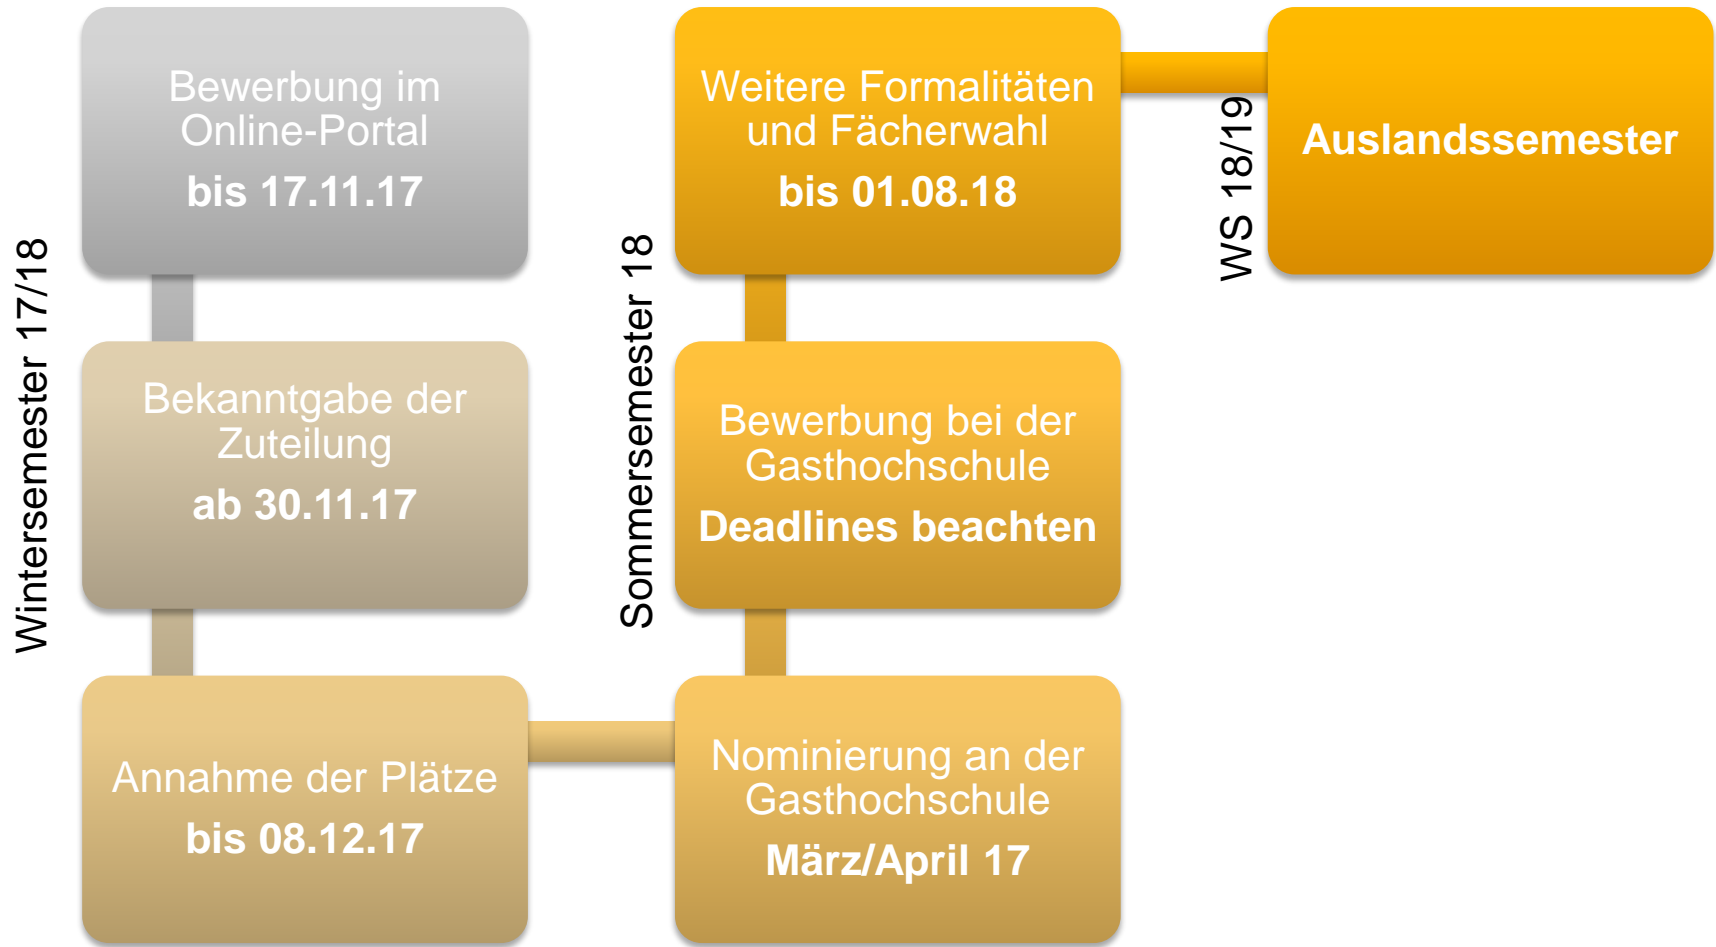 Wintersemester 17/18
Bewerbung im
Online-Portal
bis 17.11.17
Bekanntgabe der
Zuteilung
ab 30.11.17
Annahme der Plätze
bis 08.12.17
Sommersemester 18
Nominierung an der
Gasthochschule
März/April 17
Bewerbung bei der
Gasthochschule
Deadlines beachten
Weitere Formalitäten
und Fächerwahl
bis 01.08.18
WS 18/19
Auslandssemester